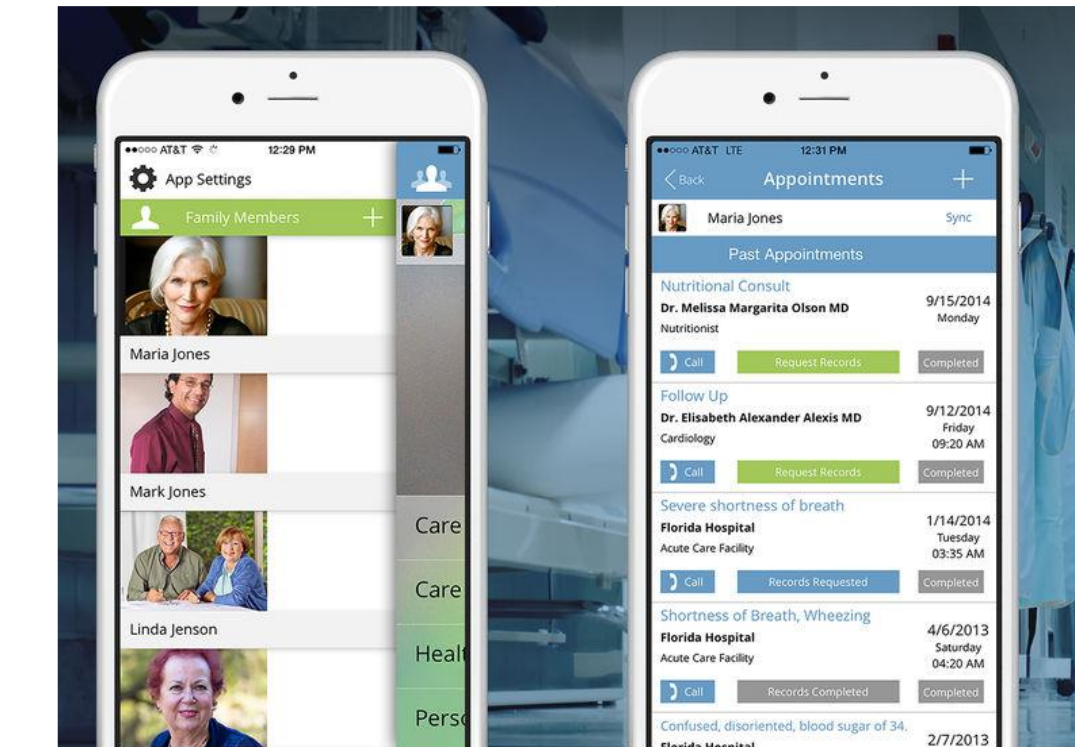 AT&T
12:29 PM
App Settings
Family Members
Maria Jones
Mark Jones
Linda Jenson
Care
Care
Healt
Perso
AT&T LTE
12:31 PM
Back
Appointments
Maria Jones
Sync
Past Appointments
Nutritional Consult
Dr. Melissa Margarita Olson MD
Nutritionist
9/15/2014
Monday
Call
Request Records
Completed
Follow Up
Dr. Elisabeth Alexander Alexis MD
Cardiology
9/12/2014
Friday
09:20 AM
Call
Request Records
Completed
Severe shortness of breath
Florida Hospital
Acute Care Facility
1/14/2014
Tuesday
03:35 AM
Call
Records Requested
Completed
Shortness of Breath, Wheezing
Florida Hospital
Acute Care Facility
4/6/2013
Saturday
04:20 AM
Call
Records Completed
Completed
Confused, disoriented, blood sugar of 34.
Florida Hospital
2/7/2013